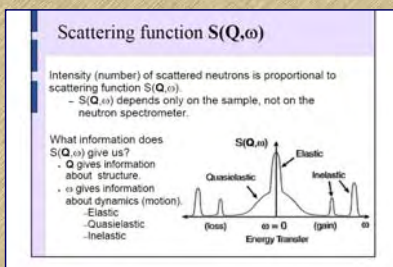 Scattering function S(Q,ω)
Intensity (number) of scattered neutrons is proportional to
scattering function S(Q,ω).
– S(Q,ω) depends only on the sample, not on the
neutron spectrometer.
What information does
S(Q,ω) give us?
• Q gives information
about structure.
• ω gives information
about dynamics (motion).
–Elastic
–Quasielastic
–Inelastic
S(Q,ω)
Elastic
Quasielastic
Inelastic
(loss)
ω = 0
(gain)
ω
Energy Transfer